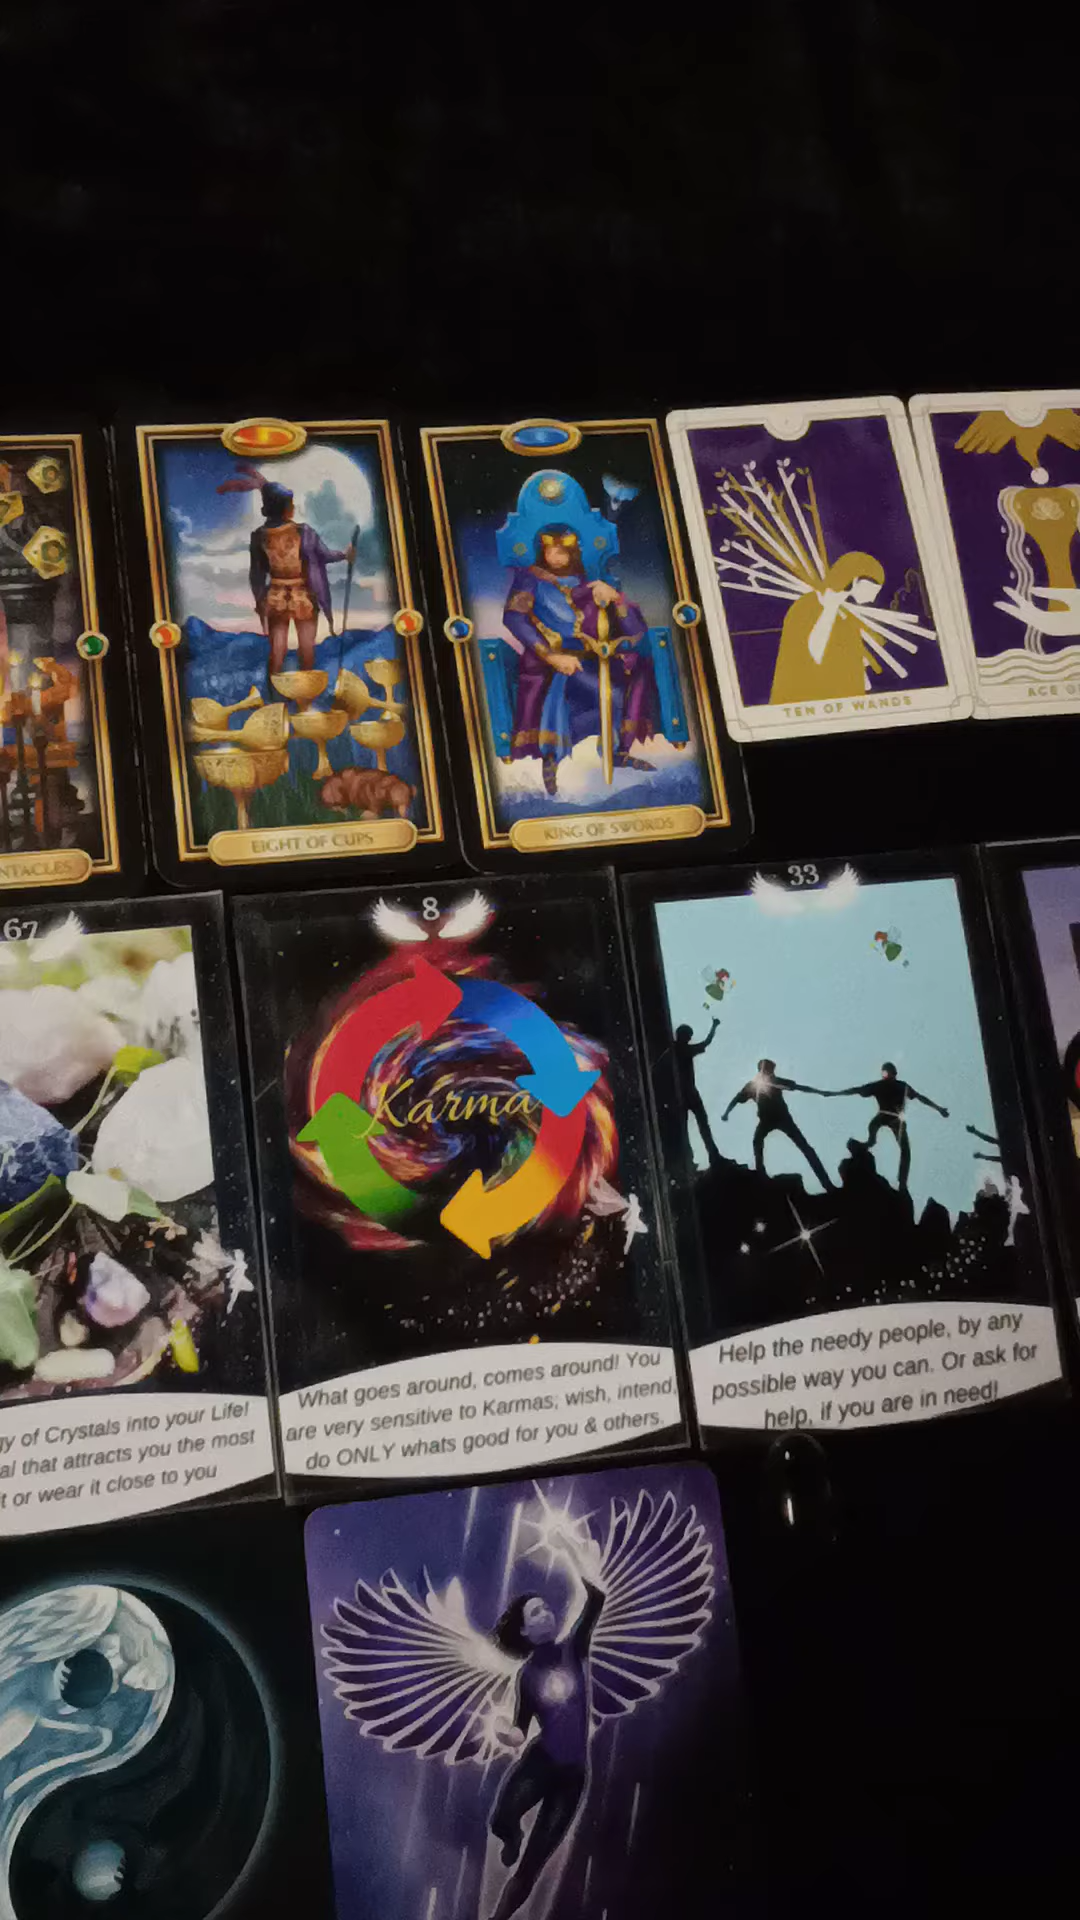 NTACLES
EIGHT OF CUPS
KING OF SWORDS
TEN OF WANDS
ACE O
67
8
33
Karma
gy of Crystals into your Life!
al that attracts you the most
t or wear it close to you
What goes around, comes around! You
are very sensitive to Karmas; wish, intend,
do ONLY whats good for you & others.
Help the needy people, by any
possible way you can. Or ask for
help, if you are in need!